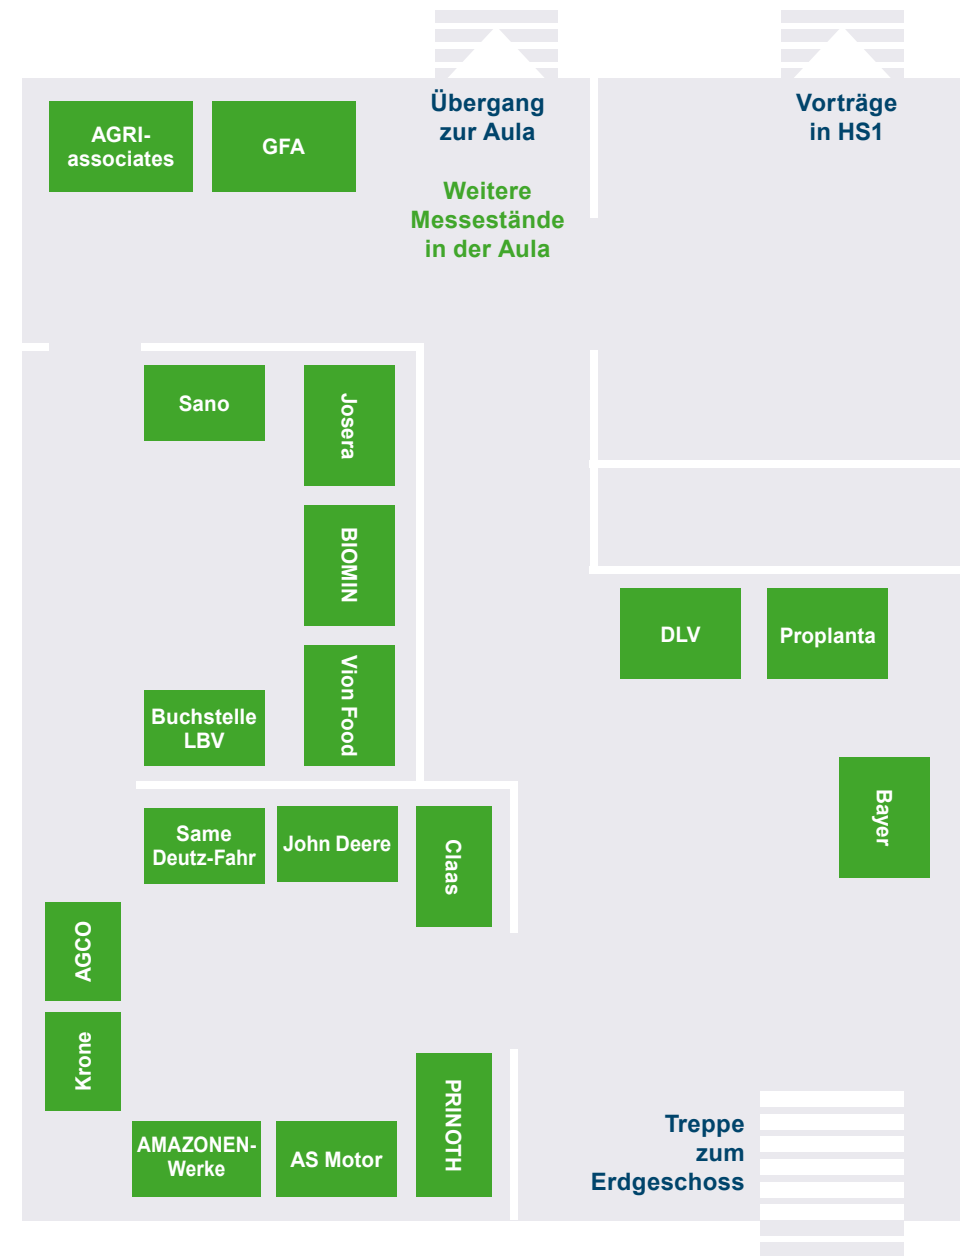 Übergang
zur Aula
Vorträge
in HS1
AGRI-
associates
GFA
Weitere
Messestände
in der Aula
Sano
Josera
BIOMIN
Vion Food
Buchstelle
LBV
DLV
Proplanta
Bayer
Same
Deutz-Fahr
John Deere
Claas
AGCO
Krone
AMAZONEN-
Werke
AS Motor
PRINOTH
Treppe
zum
Erdgeschoss